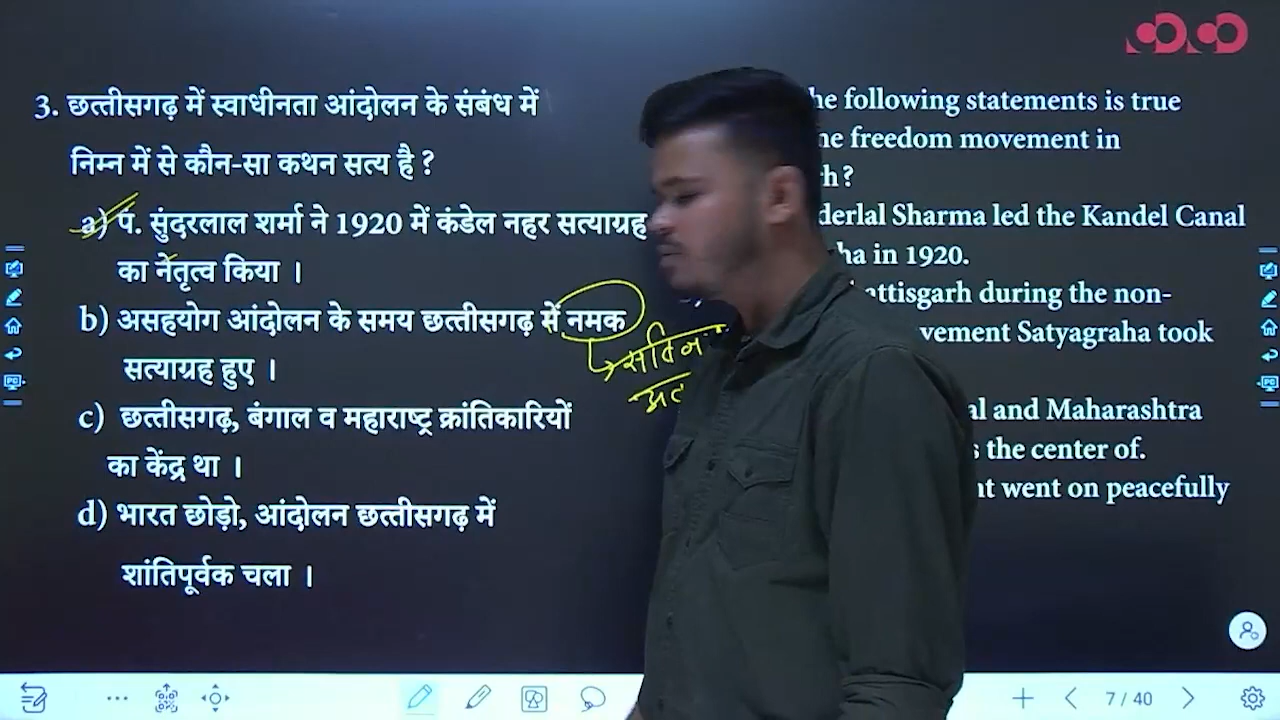 3. छत्तीसगढ़ में स्वाधीनता आंदोलन के संबंध में
निम्न में से कौन-सा कथन सत्य है ?
a) पं. सुंदरलाल शर्मा ने 1920 में कंडेल नहर सत्याग्रह
का नेतृत्व किया ।
b) असहयोग आंदोलन के समय छत्तीसगढ़ में नमक
सत्याग्रह हुए ।
c) छत्तीसगढ़, बंगाल व महाराष्ट्र क्रांतिकारियों
का केंद्र था ।
d) भारत छोड़ो, आंदोलन छत्तीसगढ़ में
शांतिपूर्वक चला ।
he following statements is true
he freedom movement in
rh?
derlal Sharma led the Kandel Canal
ha in 1920.
attisgarh during the non-
vement Satyagraha took
al and Maharashtra
s the center of.
nt went on peacefully
7 / 40